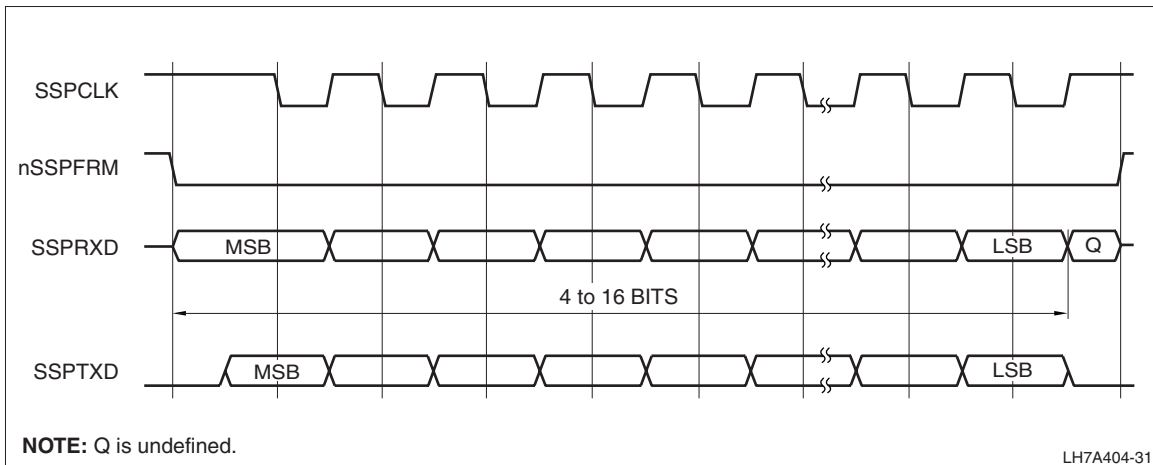 SSPCLK
nSSPFRM
SSPRXD
MSB
LSB
Q
4 to 16 BITS
SSPTXD
MSB
LSB
NOTE: Q is undefined.
LH7A404-31